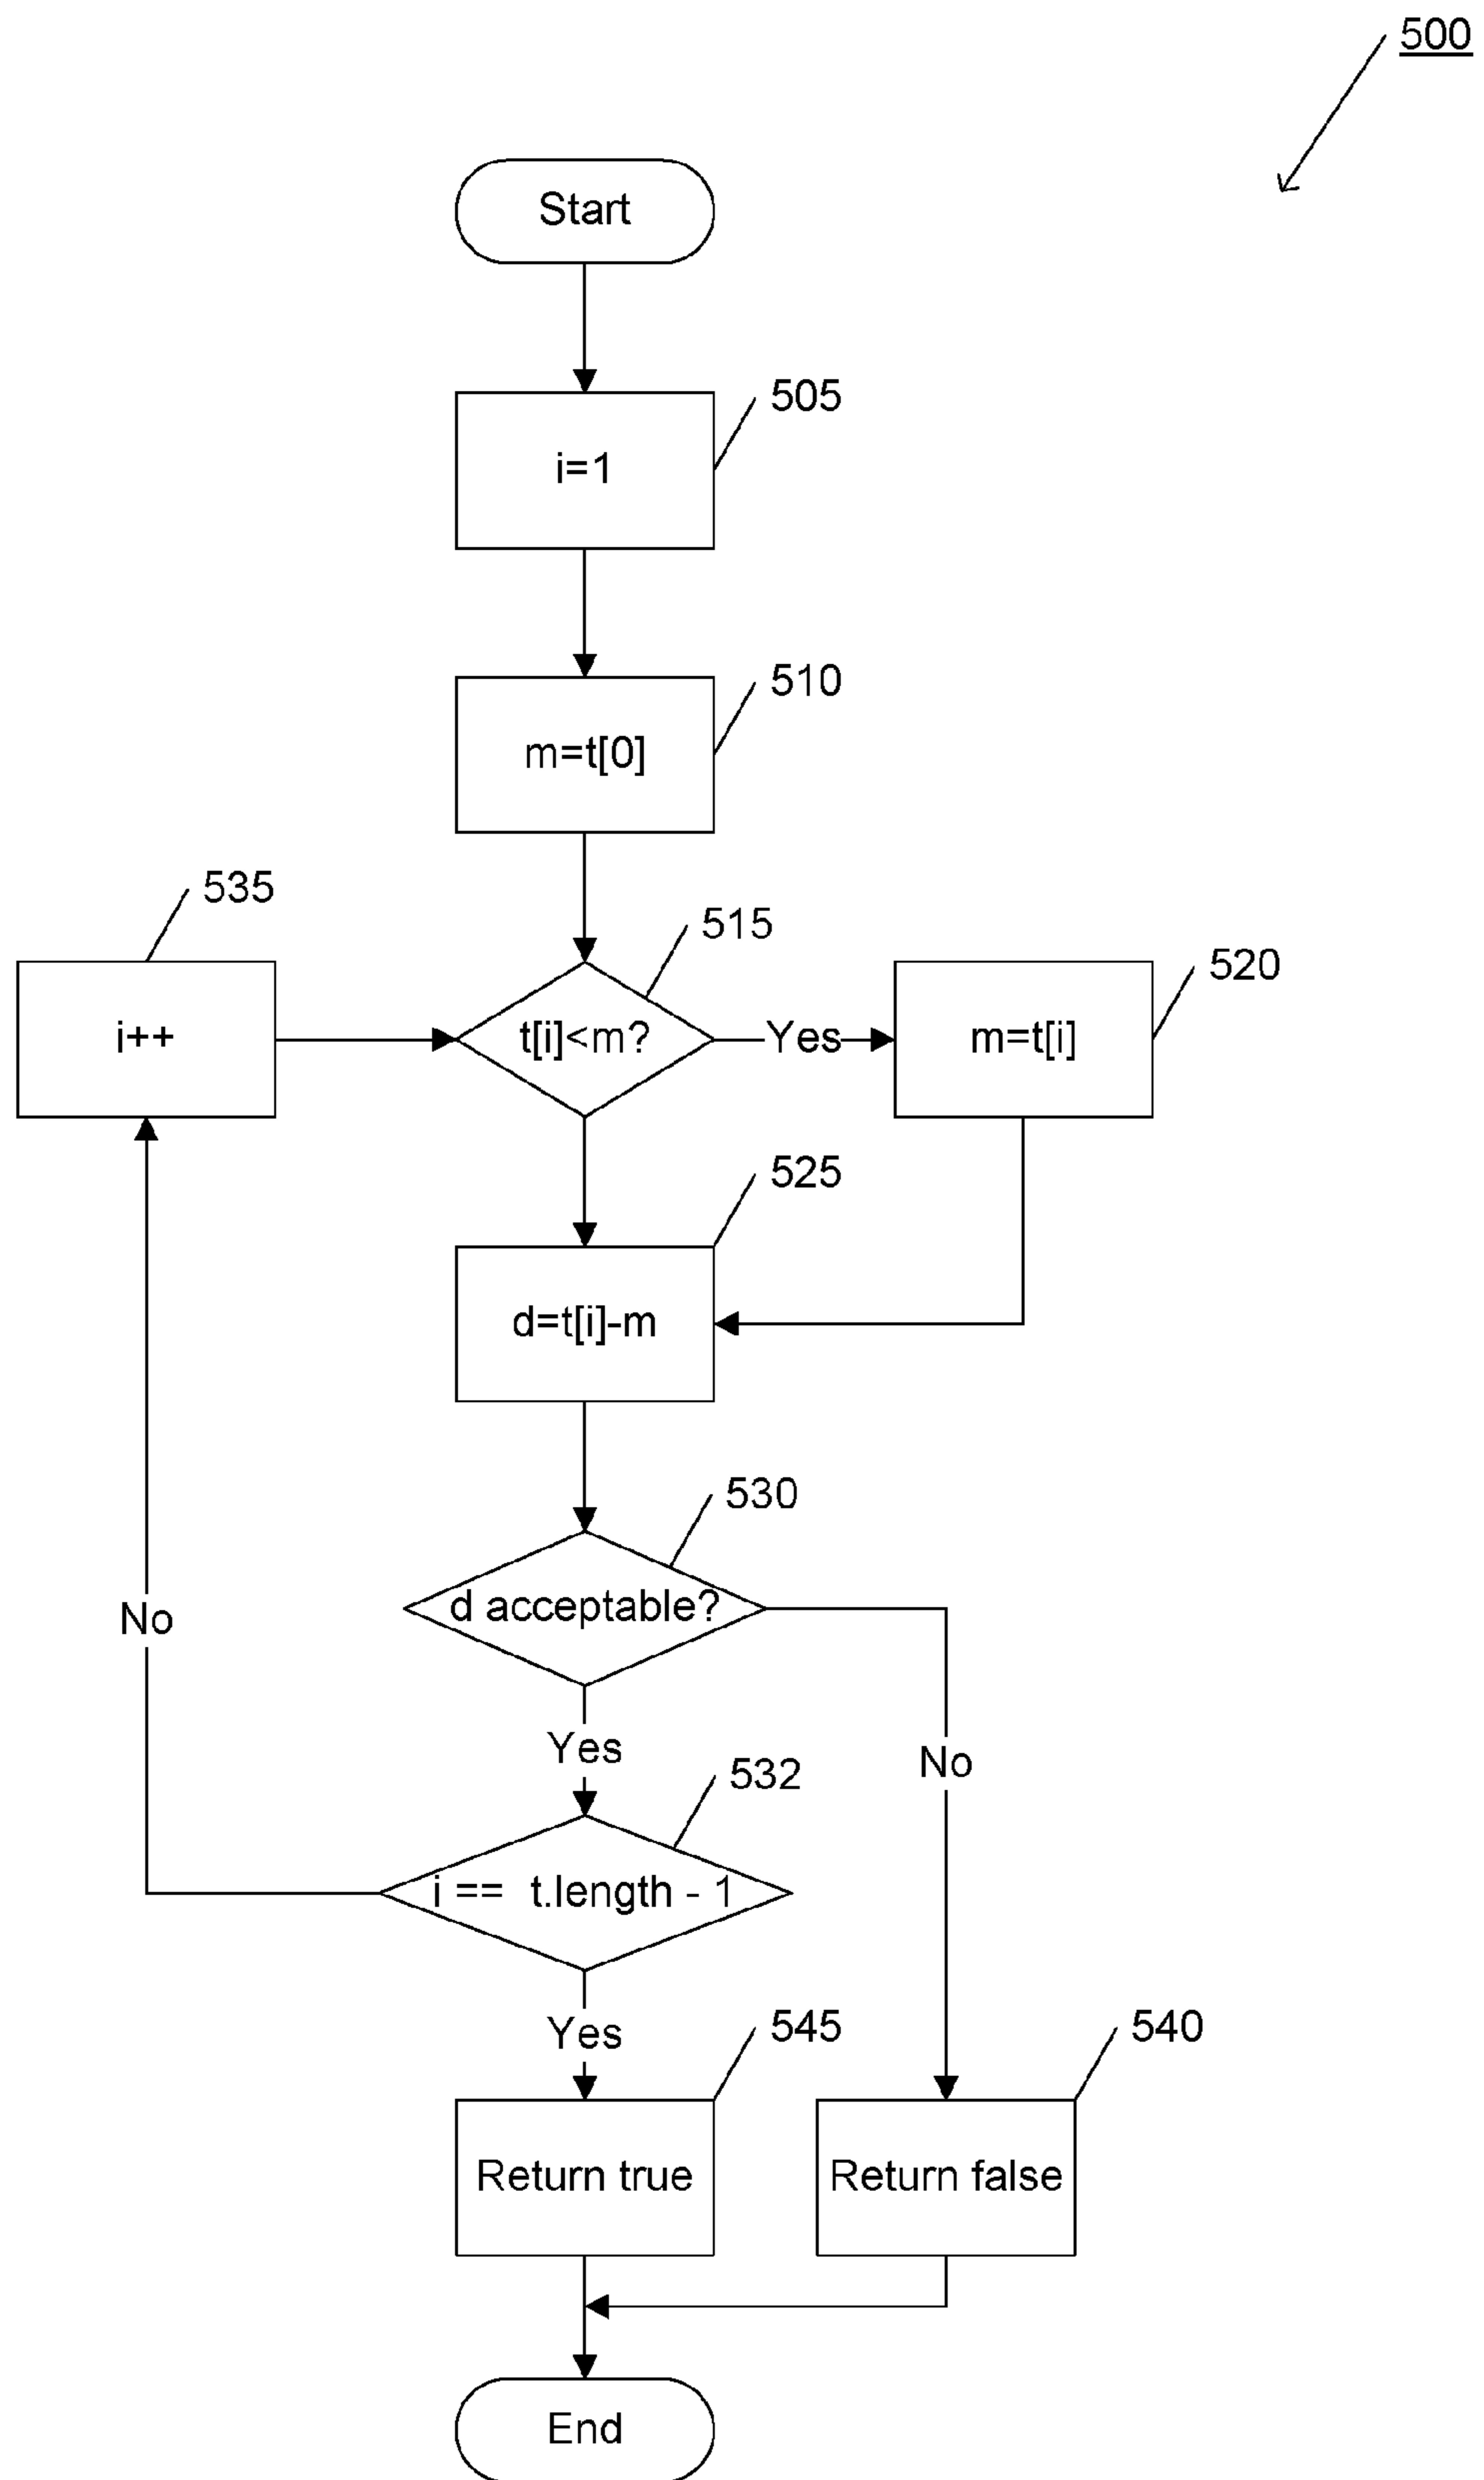 500
Start
505
i=1
510
m=t[0]
535
515
520
i++
t[i]<m?
Yes
m=t[i]
525
d=t[i]-m
530
d acceptable?
No
Yes
No
532
i == t.length - 1
Yes
545
540
Return true
Return false
End